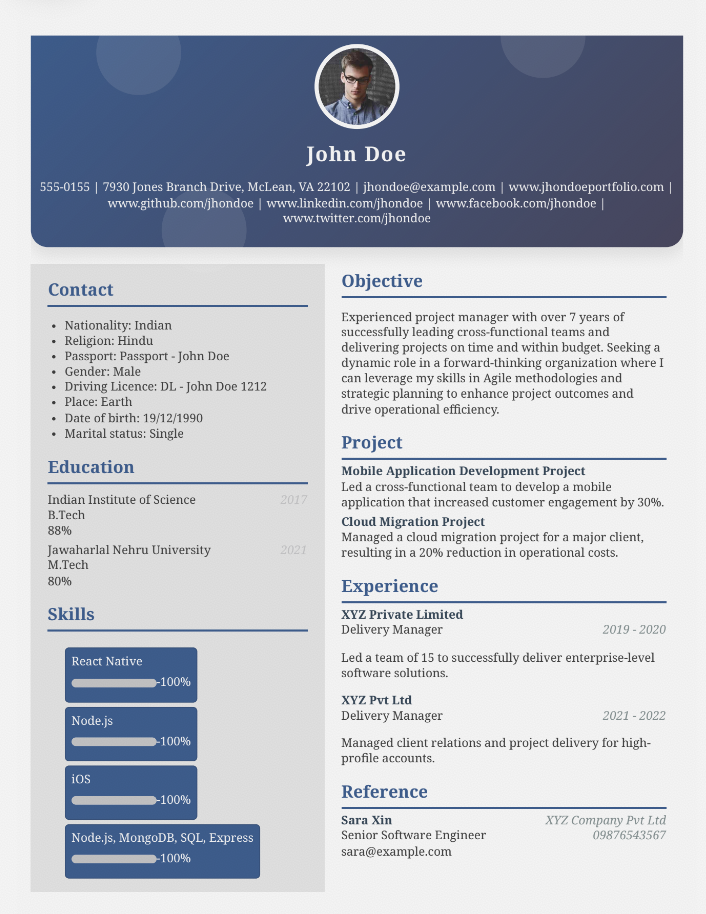 John Doe
555-0155 | 7930 Jones Branch Drive, McLean, VA 22102 | jhondoe@example.com | www.jhondoeportfolio.com |
www.github.com/jhondoe | www.linkedin.com/jhondoe | www.facebook.com/jhondoe |
www.twitter.com/jhondoe
Contact
• Nationality: Indian
• Religion: Hindu
• Passport: Passport - John Doe
• Gender: Male
• Driving Licence: DL - John Doe 1212
• Place: Earth
• Date of birth: 19/12/1990
• Marital status: Single
Education
Indian Institute of Science 2017
B.Tech
88%
Jawaharlal Nehru University 2021
M.Tech
80%
Skills
React Native
-100%
Node.js
-100%
iOS
-100%
Node.js, MongoDB, SQL, Express
-100%
Objective
Experienced project manager with over 7 years of
successfully leading cross-functional teams and
delivering projects on time and within budget. Seeking a
dynamic role in a forward-thinking organization where I
can leverage my skills in Agile methodologies and
strategic planning to enhance project outcomes and
drive operational efficiency.
Project
Mobile Application Development Project
Led a cross-functional team to develop a mobile
application that increased customer engagement by 30%.
Cloud Migration Project
Managed a cloud migration project for a major client,
resulting in a 20% reduction in operational costs.
Experience
XYZ Private Limited
Delivery Manager 2019 - 2020
Led a team of 15 to successfully deliver enterprise-level
software solutions.
XYZ Pvt Ltd
Delivery Manager 2021 - 2022
Managed client relations and project delivery for high-
profile accounts.
Reference
Sara Xin XYZ Company Pvt Ltd
Senior Software Engineer 09876543567
sara@example.com